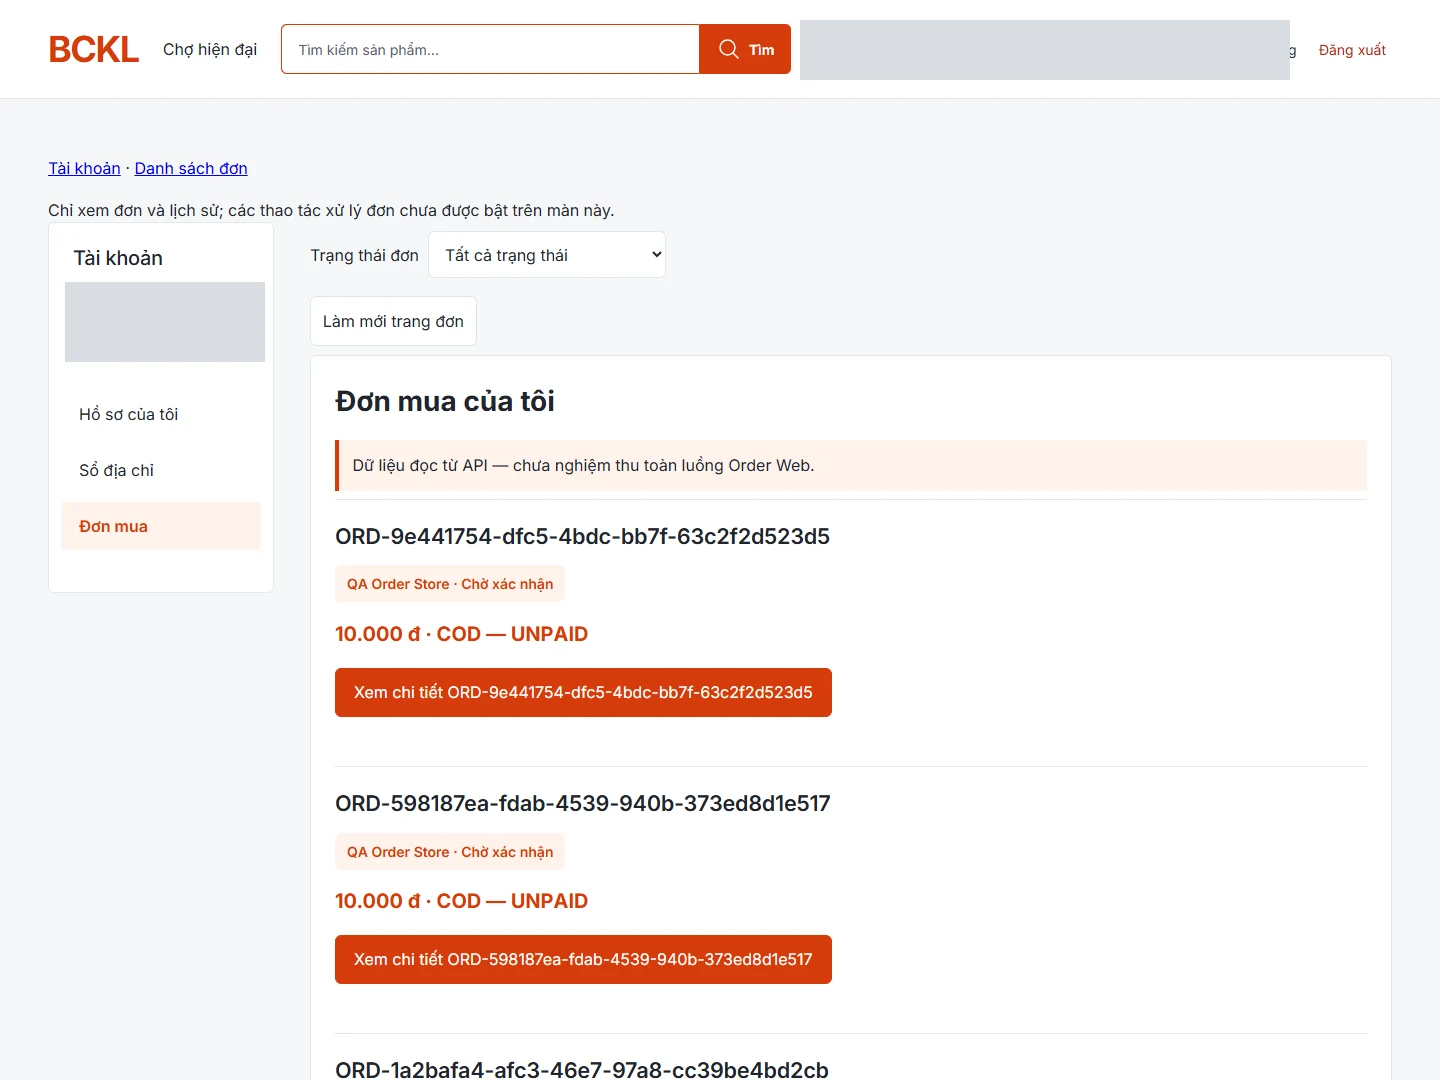 BCKL
Chợ hiện đại
Tìm kiếm sản phẩm...
Tìm
g
Đăng xuất
Tài khoản · Danh sách đơn
Chỉ xem đơn và lịch sử; các thao tác xử lý đơn chưa được bật trên màn này.
Tài khoản
Hồ sơ của tôi
Sổ địa chỉ
Đơn mua
Trạng thái đơn
Tất cả trạng thái
Làm mới trang đơn
Đơn mua của tôi
Dữ liệu đọc từ API — chưa nghiệm thu toàn luồng Order Web.
ORD-9e441754-dfc5-4bdc-bb7f-63c2f2d523d5
QA Order Store · Chờ xác nhận
10.000 đ · COD — UNPAID
Xem chi tiết ORD-9e441754-dfc5-4bdc-bb7f-63c2f2d523d5
ORD-598187ea-fdab-4539-940b-373ed8d1e517
QA Order Store · Chờ xác nhận
10.000 đ · COD — UNPAID
Xem chi tiết ORD-598187ea-fdab-4539-940b-373ed8d1e517
ORD-1a2bafa4-afc3-46e7-97a8-cc39be4bd2cb